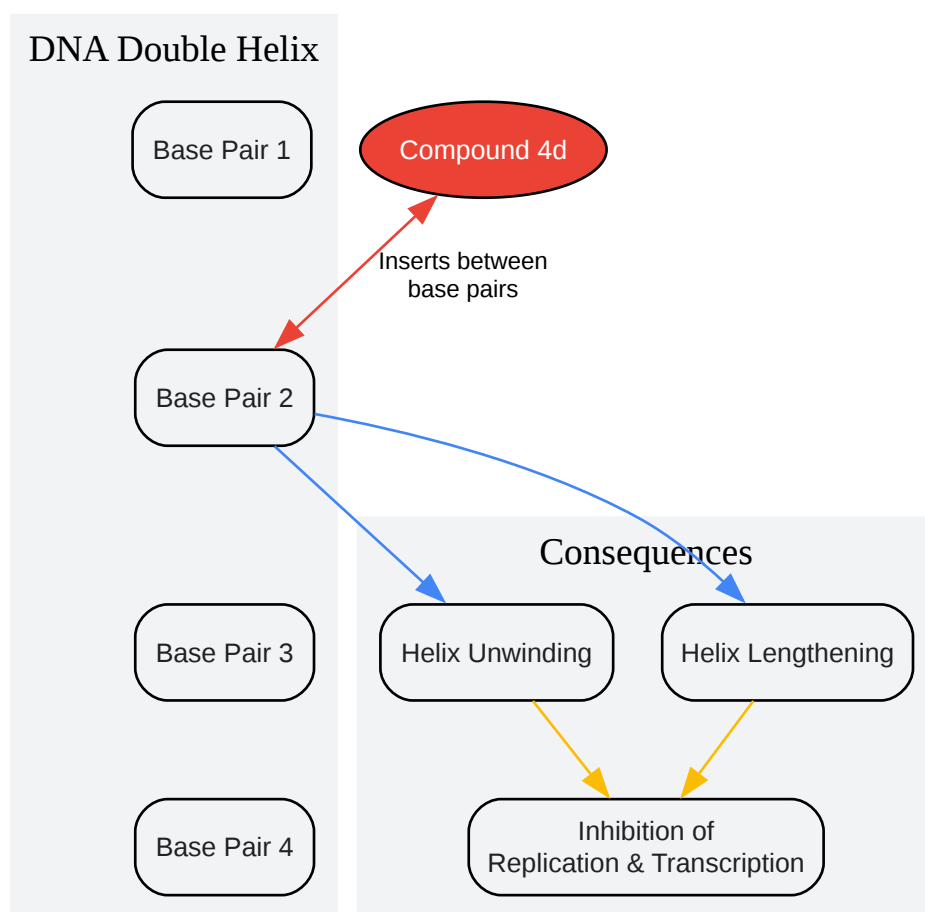 DNA Double Helix
Base Pair 1
Compound 4d
Inserts between
base pairs
Base Pair 2
Consequences
Base Pair 3
Helix Unwinding
Helix Lengthening
Base Pair 4
Inhibition of
Replication & Transcription